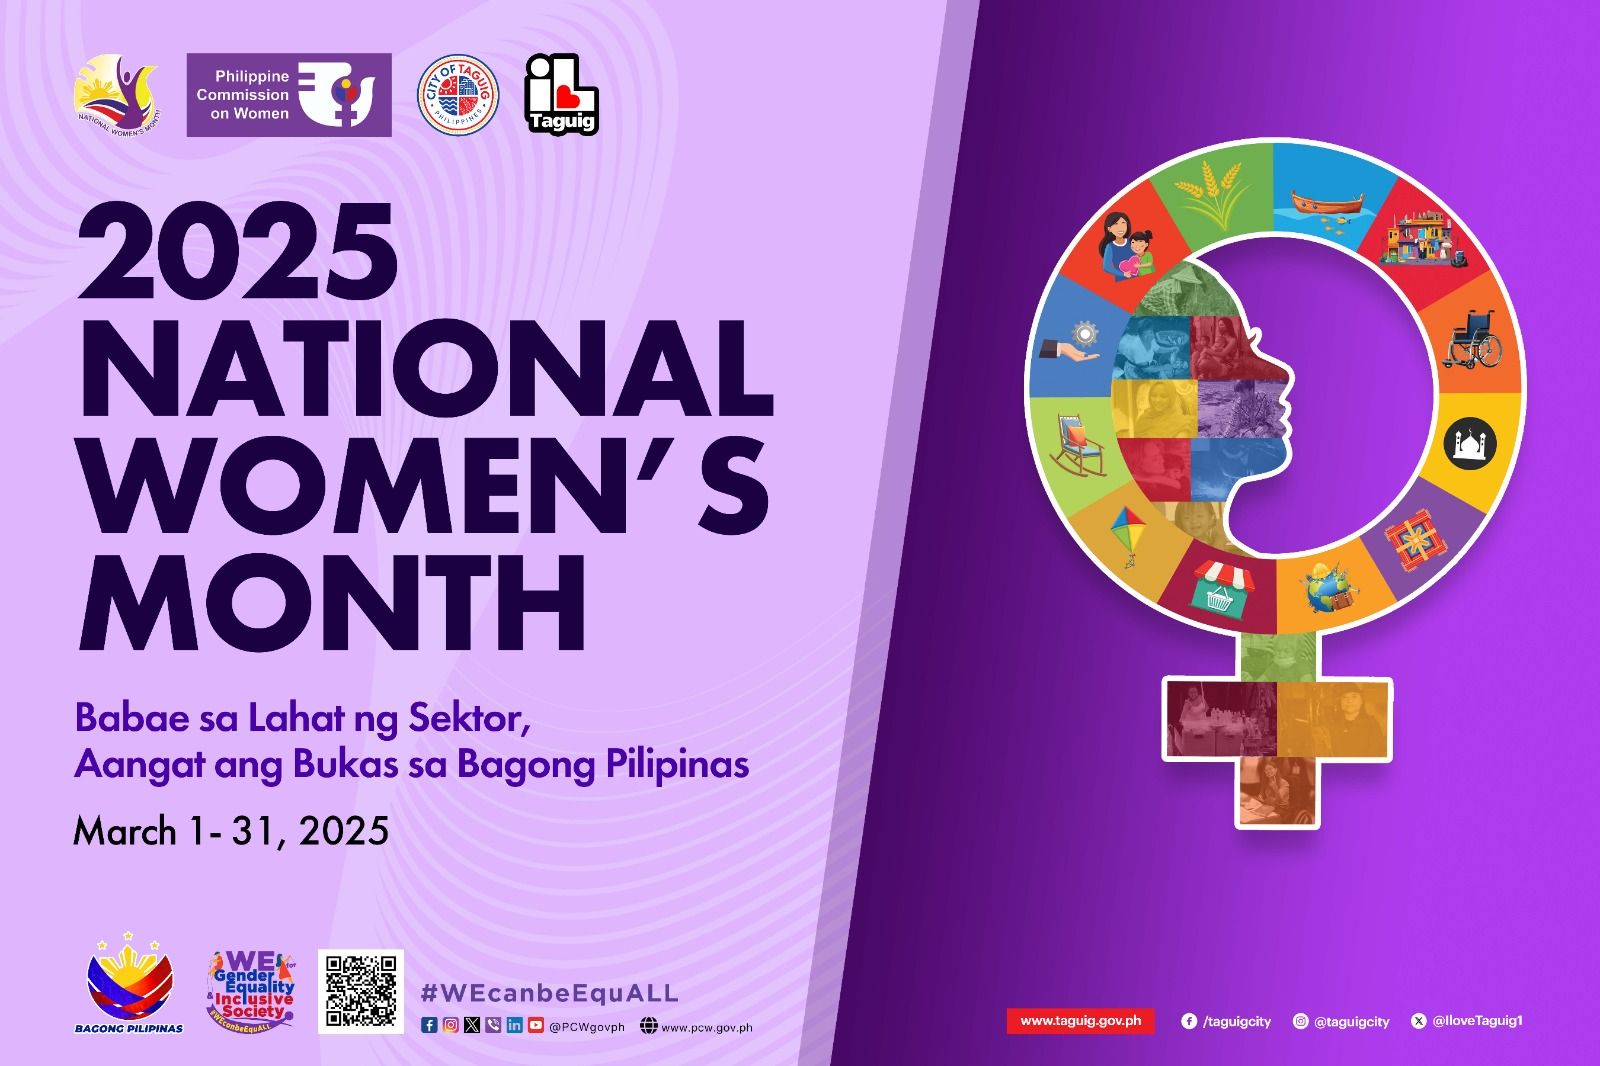 NATIONAL WOMEN'S MONTH
Philippine
Commission
on Women
CITY OF TAGUIG
PHILIPPINES
iL
Taguig
2025
NATIONAL
WOMEN'S
MONTH
Babae sa Lahat ng Sektor,
Aangat ang Bukas sa Bagong Pilipinas
March 1- 31, 2025
BAGONG PILIPINAS
WE for
Gender
Equality
& Inclusive
Society
#WEcanbeEquALL
#WEcanbeEquALL
@PCWgovph www.pcw.gov.ph
www.taguig.gov.ph /taguigcity @taguigcity @IloveTaguig1